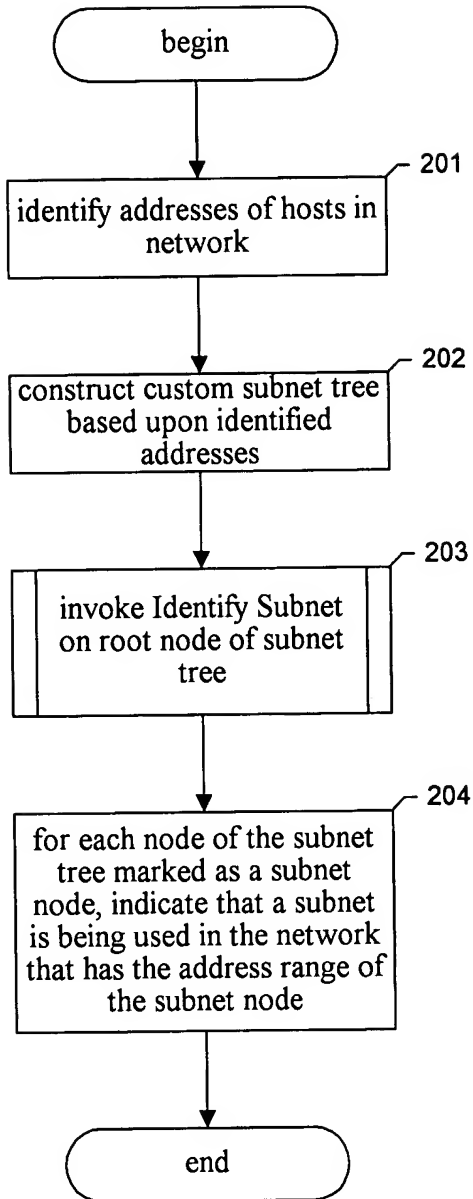 begin
201
identify addresses of hosts in
network
202
construct custom subnet tree
based upon identified
addresses
203
invoke Identify Subnet
on root node of subnet
tree
204
for each node of the subnet
tree marked as a subnet
node, indicate that a subnet
is being used in the network
that has the address range of
the subnet node
end